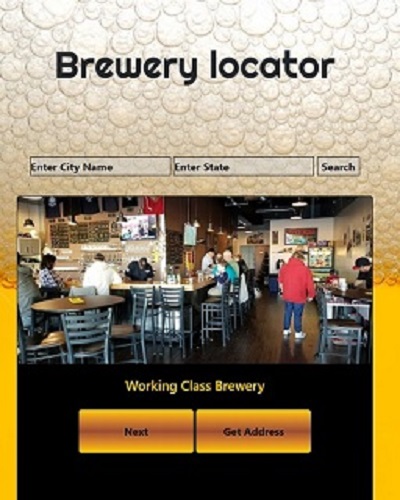 Brewery locator
Enter City Name Enter State Search
Working Class Brewery
Next Get Address